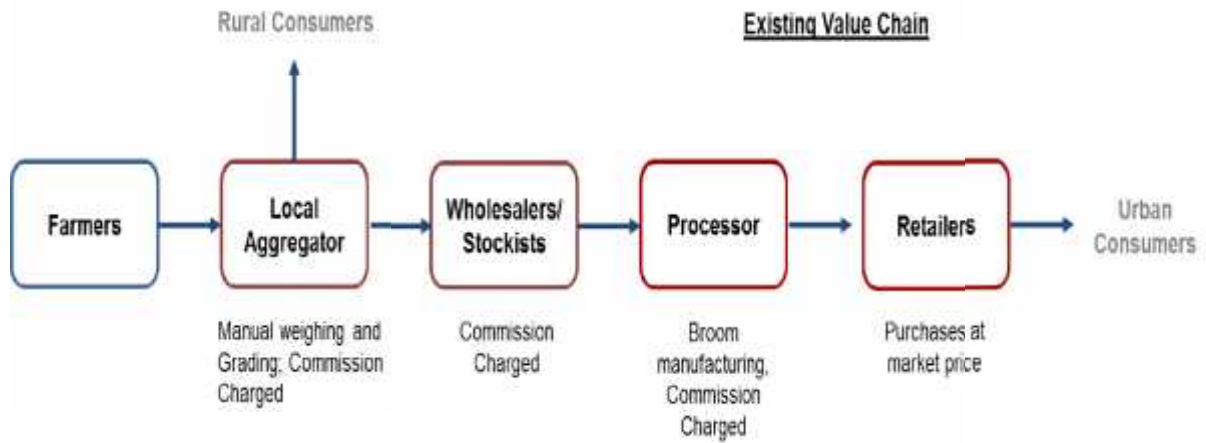 Rural Consumers
Existing Value Chain
Farmers
Local
Aggregator
Wholesalers/
Stockists
Processor
Retailers
Urban
Consumers
Manual weighing and
Grading; Commission
Charged
Commission
Charged
Broom
manufacturing,
Commission
Charged
Purchases at
market price